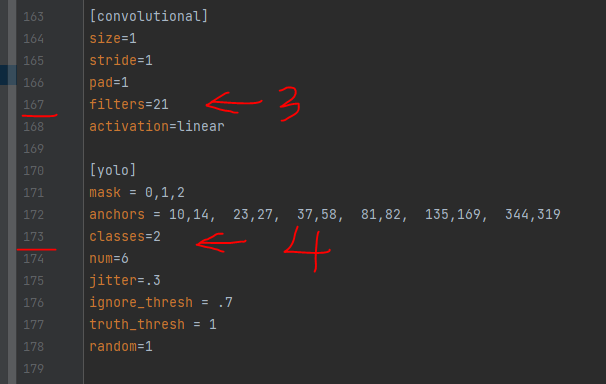 163 [convolutional]
164 size=1
165 stride=1
166 pad=1
167 filters=21 3
168 activation=linear
169
170 [yolo]
171 mask = 0,1,2
172 anchors = 10,14,  23,27,  37,58,  81,82,  135,169,  344,319
173 classes=2 4
174 num=6
175 jitter=.3
176 ignore_thresh = .7
177 truth_thresh = 1
178 random=1
179